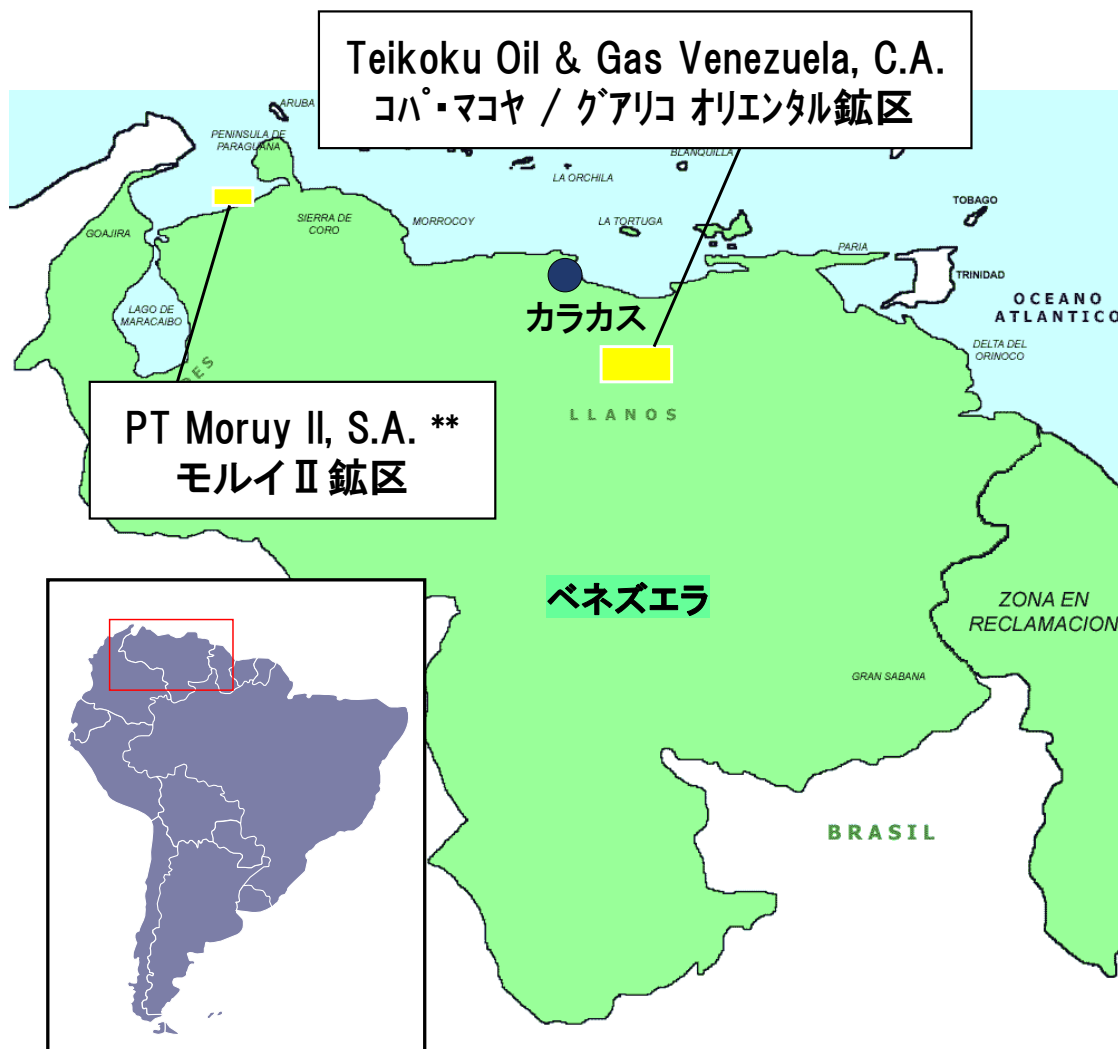 Teikoku Oil & Gas Venezuela, C.A.
コパ・マコヤ / グアリコ オリエンタル鉱区
ARUBA
PENINSULA DE
PARAGUANA
BLANQUILLA
LA ORCHILA
TOBAGO
GOAJIRA
SIERRA DE
CORO
MORROCOY
LA TORTUGA
PARIA
TRINIDAD
LAGO DE
MARACAIBO
カラカス
OCEANO
ATLANTICO
DELTA DEL
ORINOCO
LLANOS
PT Moruy II, S.A. **
モルイⅡ鉱区
ベネズエラ
ZONA EN
RECLAMACION
GRAN SABANA
BRASIL